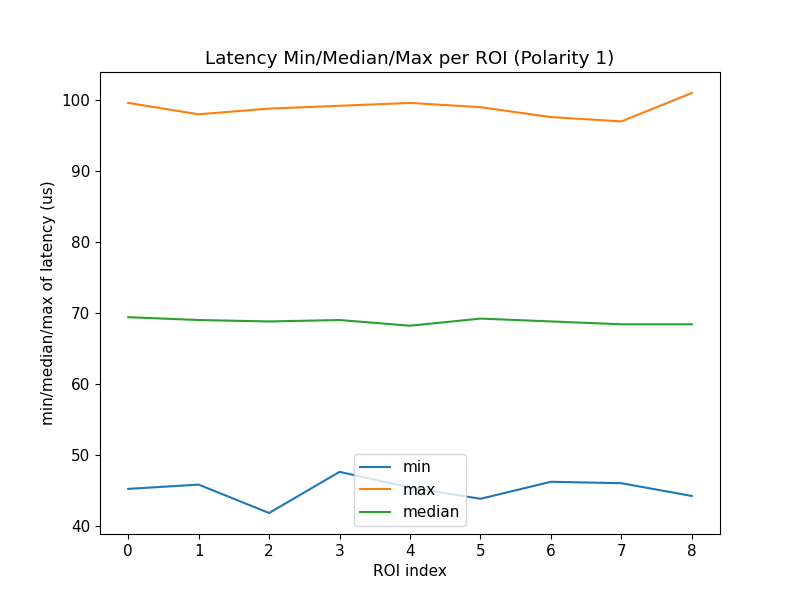 Latency Min/Median/Max per ROI (Polarity 1)
min/median/max of latency (us)
100
90
80
70
60
50
40
min
max
median
0 1 2 3 4 5 6 7 8
ROI index